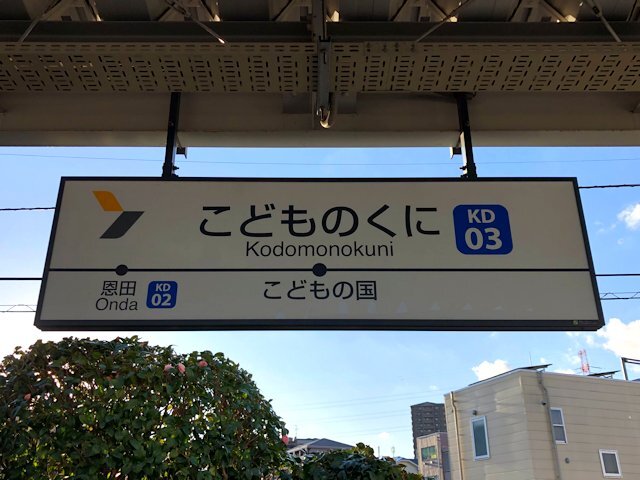 こどものくに
KD
03
Kodomonokuni
恩田
Onda
KD
02
こどもの国